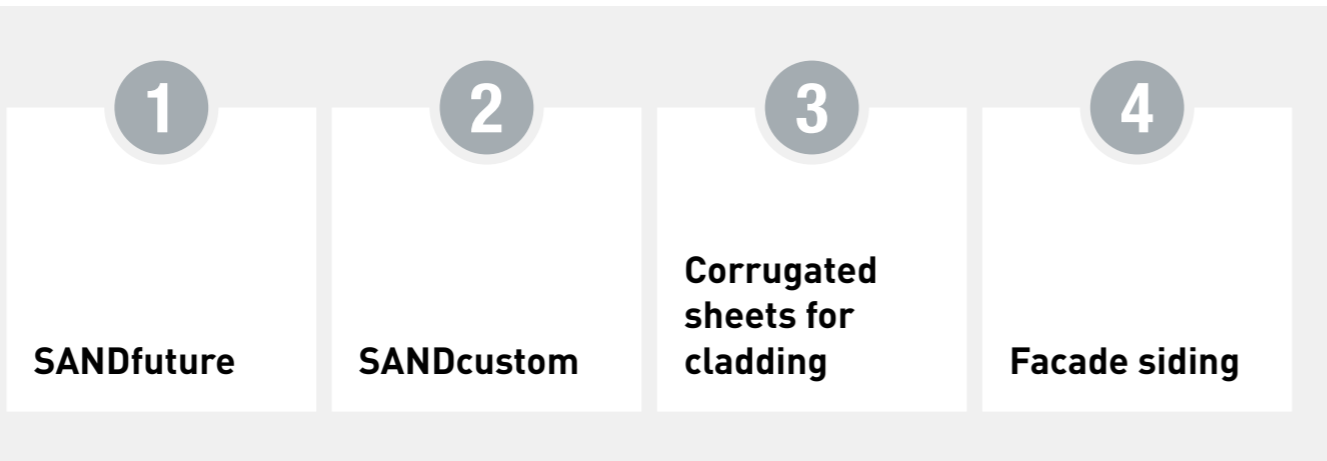 1
SANDfuture
2
SANDcustom
3
Corrugated
sheets for
cladding
4
Facade siding